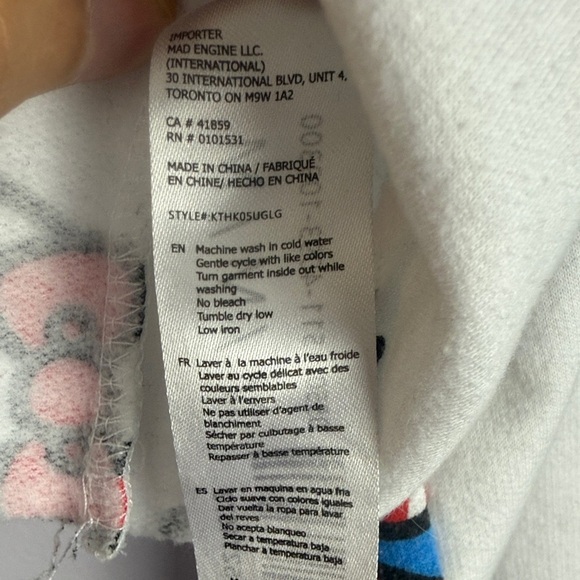 IMPORTER
MAD ENGINE LLC.
(INTERNATIONAL)
30 INTERNATIONAL BLVD, UNIT 4,
TORONTO ON M9W 1A2
CA # 41859
RN # 0101531
MADE IN CHINA / FABRIQUÉ
EN CHINE/ HECHO EN CHINA
STYLE#:KTHK05UGLG
EN Machine wash in cold water
Gentle cycle with like colors
Turn garment inside out while
washing
No bleach
Tumble dry low
Low iron
FR Laver à la machine à l'eau froide
Laver au cycle délicat avec des
couleurs semblables
Laver à l'envers
Ne pas utiliser d'agent de
blanchiment
Sécher par culbutage à basse
température
Repasser à basse température
ES Lavar en maquina en agua fria
Ciclo suave con colores iguales
Dar vuelta la ropa para lavar
del reves
No acepta blanqueo
Secar a temperatura baja
Planchar a temperatura baja